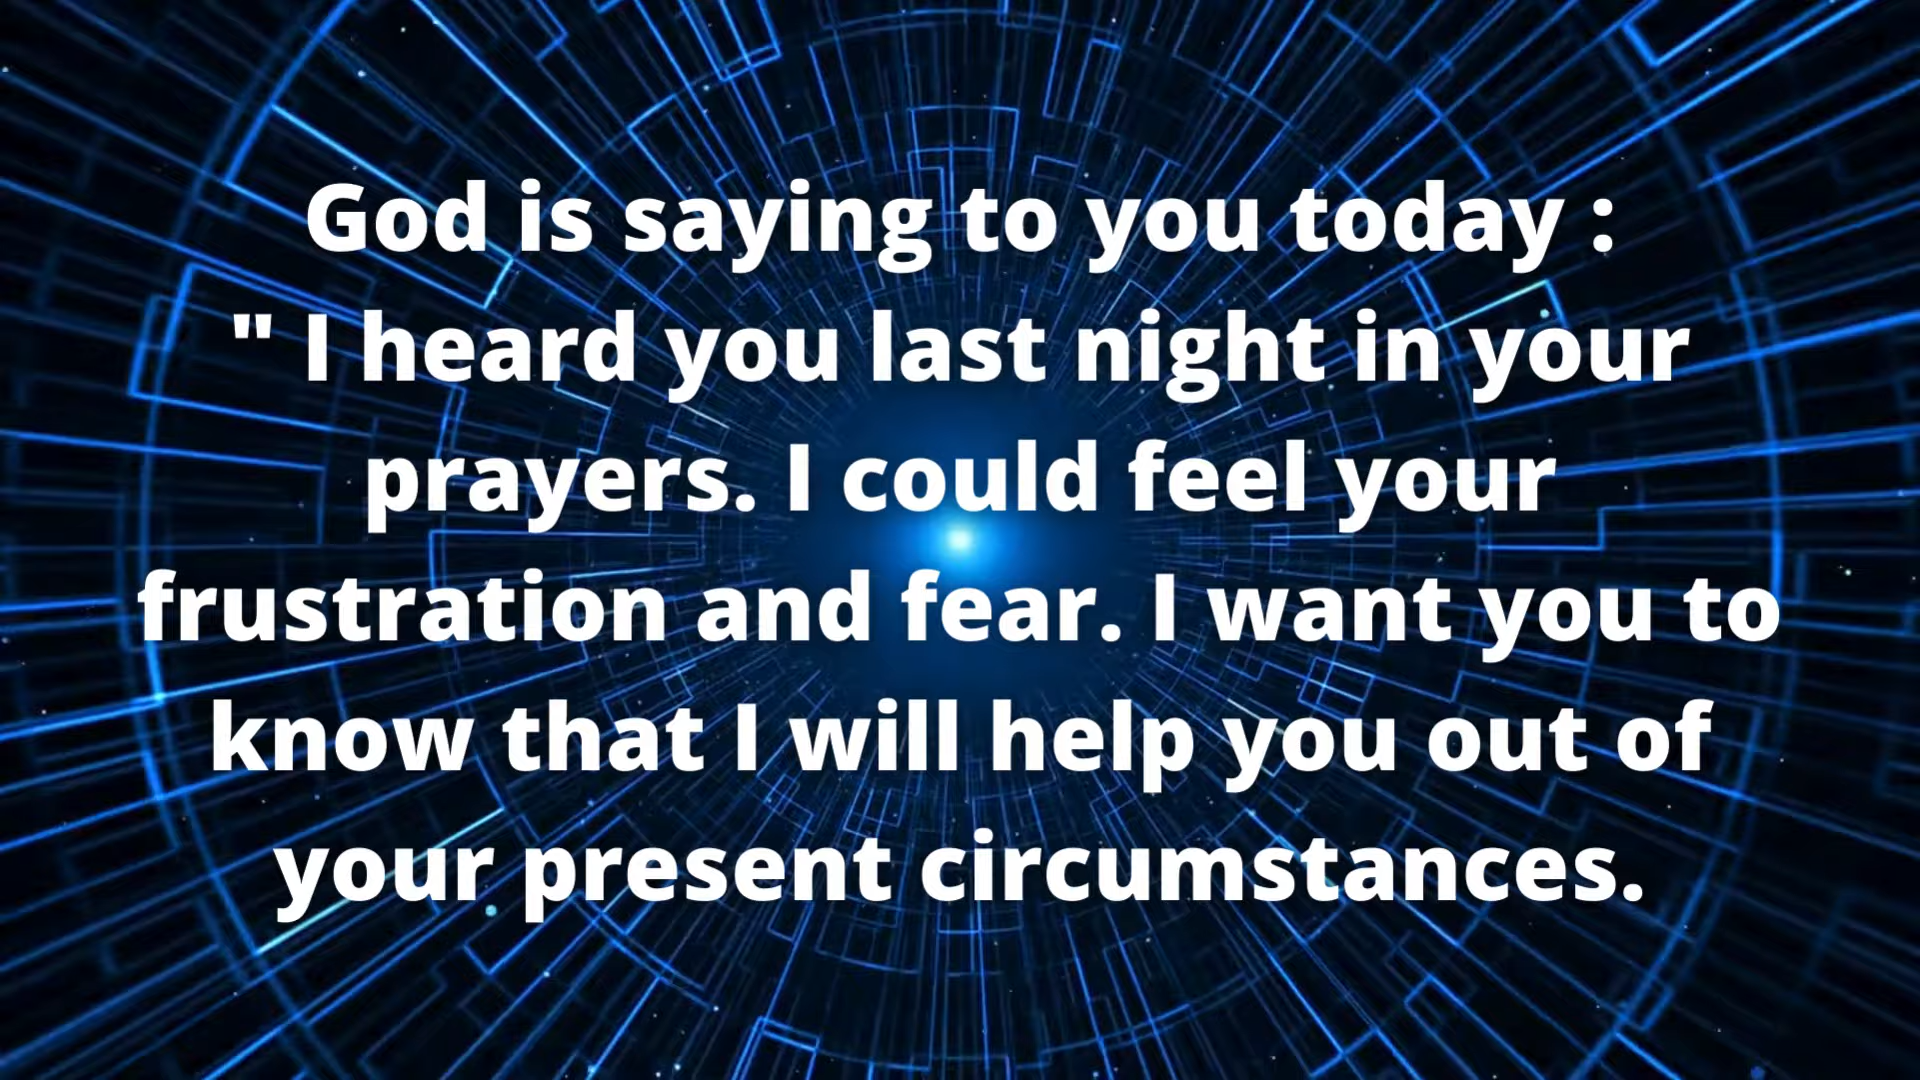 God is saying to you today :
" I heard you last night in your
prayers. I could feel your
frustration and fear. I want you to
know that I will help you out of
your present circumstances.